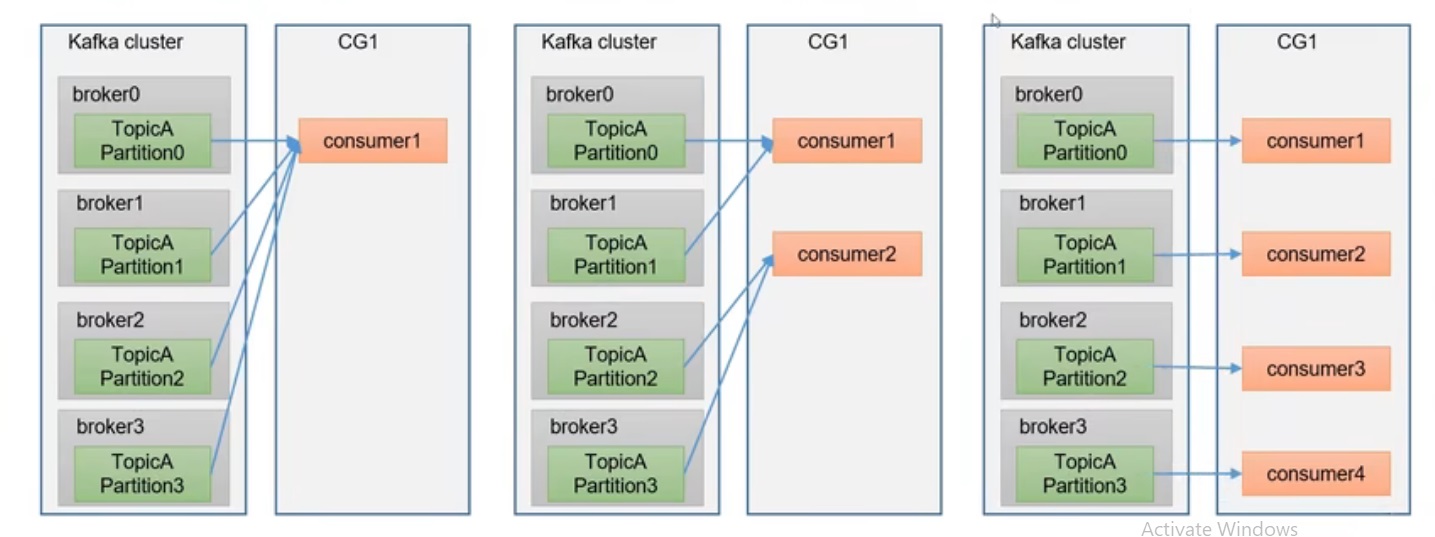 Kafka cluster
CG1
broker0
TopicA
Partition0
consumer1
broker1
TopicA
Partition1
broker2
TopicA
Partition2
broker3
TopicA
Partition3
Kafka cluster
CG1
broker0
TopicA
Partition0
consumer1
broker1
TopicA
Partition1
consumer2
broker2
TopicA
Partition2
broker3
TopicA
Partition3
Kafka cluster
CG1
broker0
TopicA
Partition0
consumer1
broker1
TopicA
Partition1
consumer2
broker2
TopicA
Partition2
consumer3
broker3
TopicA
Partition3
consumer4
Activate Windows